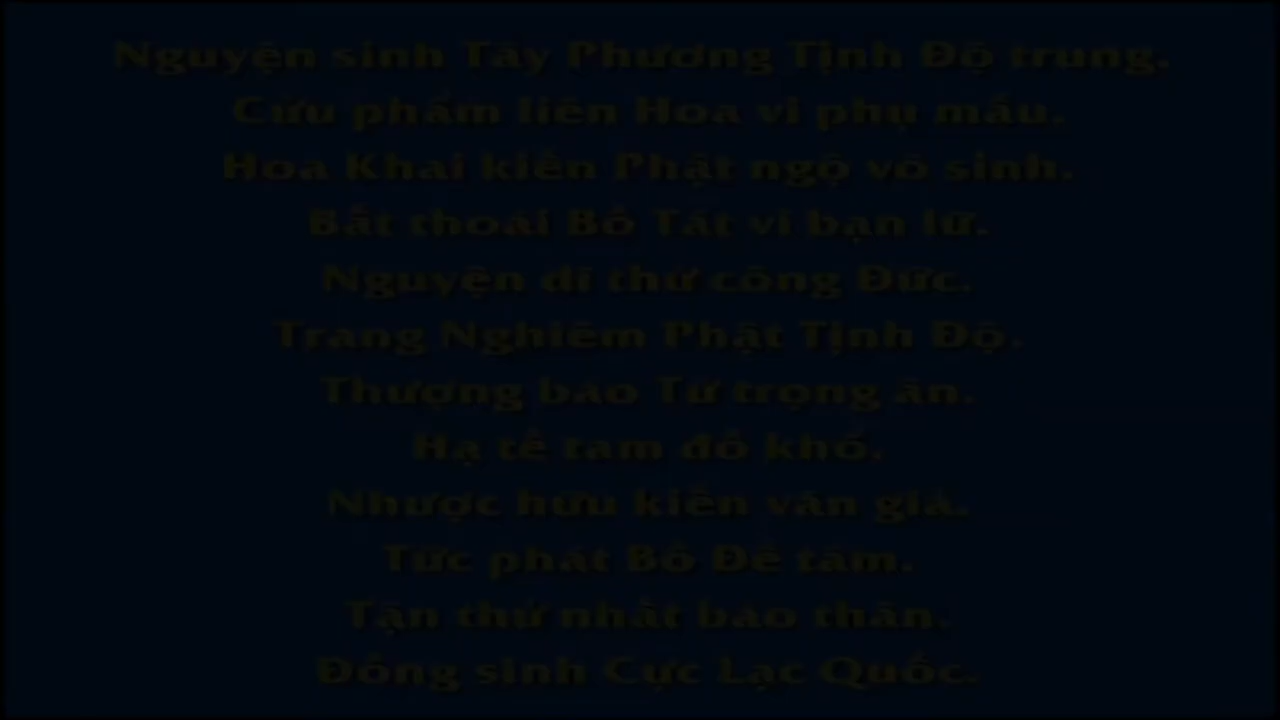 Nguyện sinh Tây Phương Tịnh Độ trung.
Cửu phẩm liên Hoa vi phụ mẫu.
Hoa Khai kiến Phật ngộ vô sinh.
Bất thoái Bồ Tát vi bạn lữ.
Nguyện dĩ thử công Đức.
Trang Nghiêm Phật Tịnh Độ.
Thượng báo Tứ trọng ân.
Hạ tế tam đồ khổ.
Nhược hữu kiến văn giả.
Tức phát Bồ Đề tâm.
Tận thử nhất báo thân.
Đồng sinh Cực Lạc Quốc.